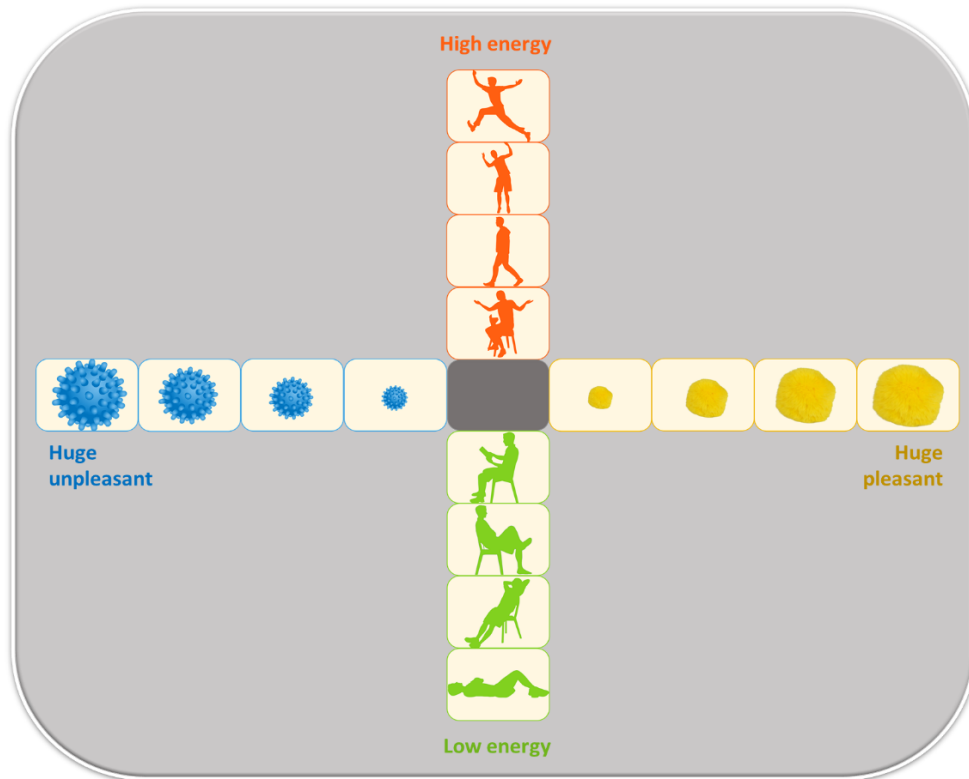 High energy
Huge
unpleasant
Huge
pleasant
Low energy